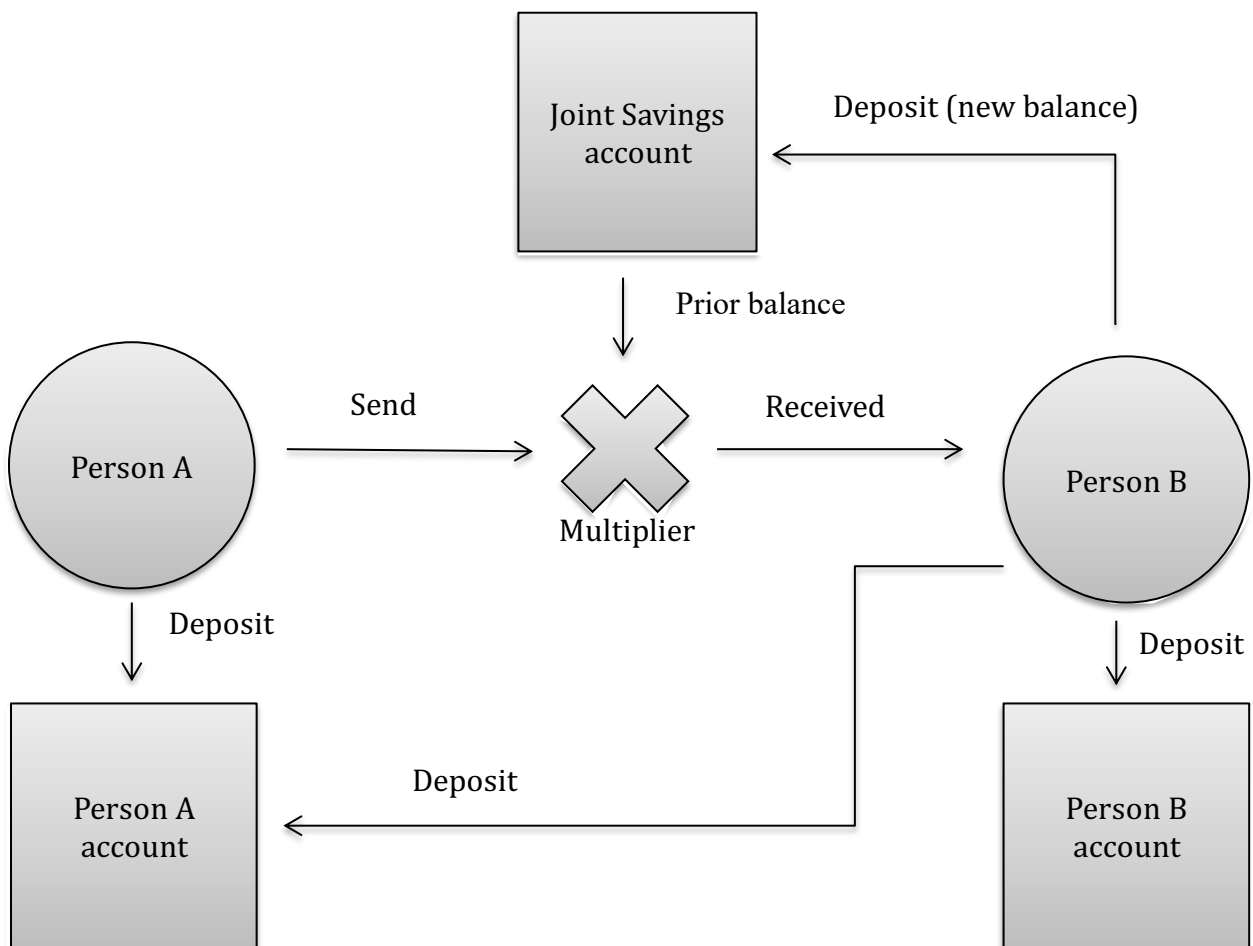 Joint Savings
account
Deposit (new balance)
Prior balance
Send
Received
Person A
Person B
Multiplier
Deposit
Deposit
Deposit
Person A
account
Person B
account